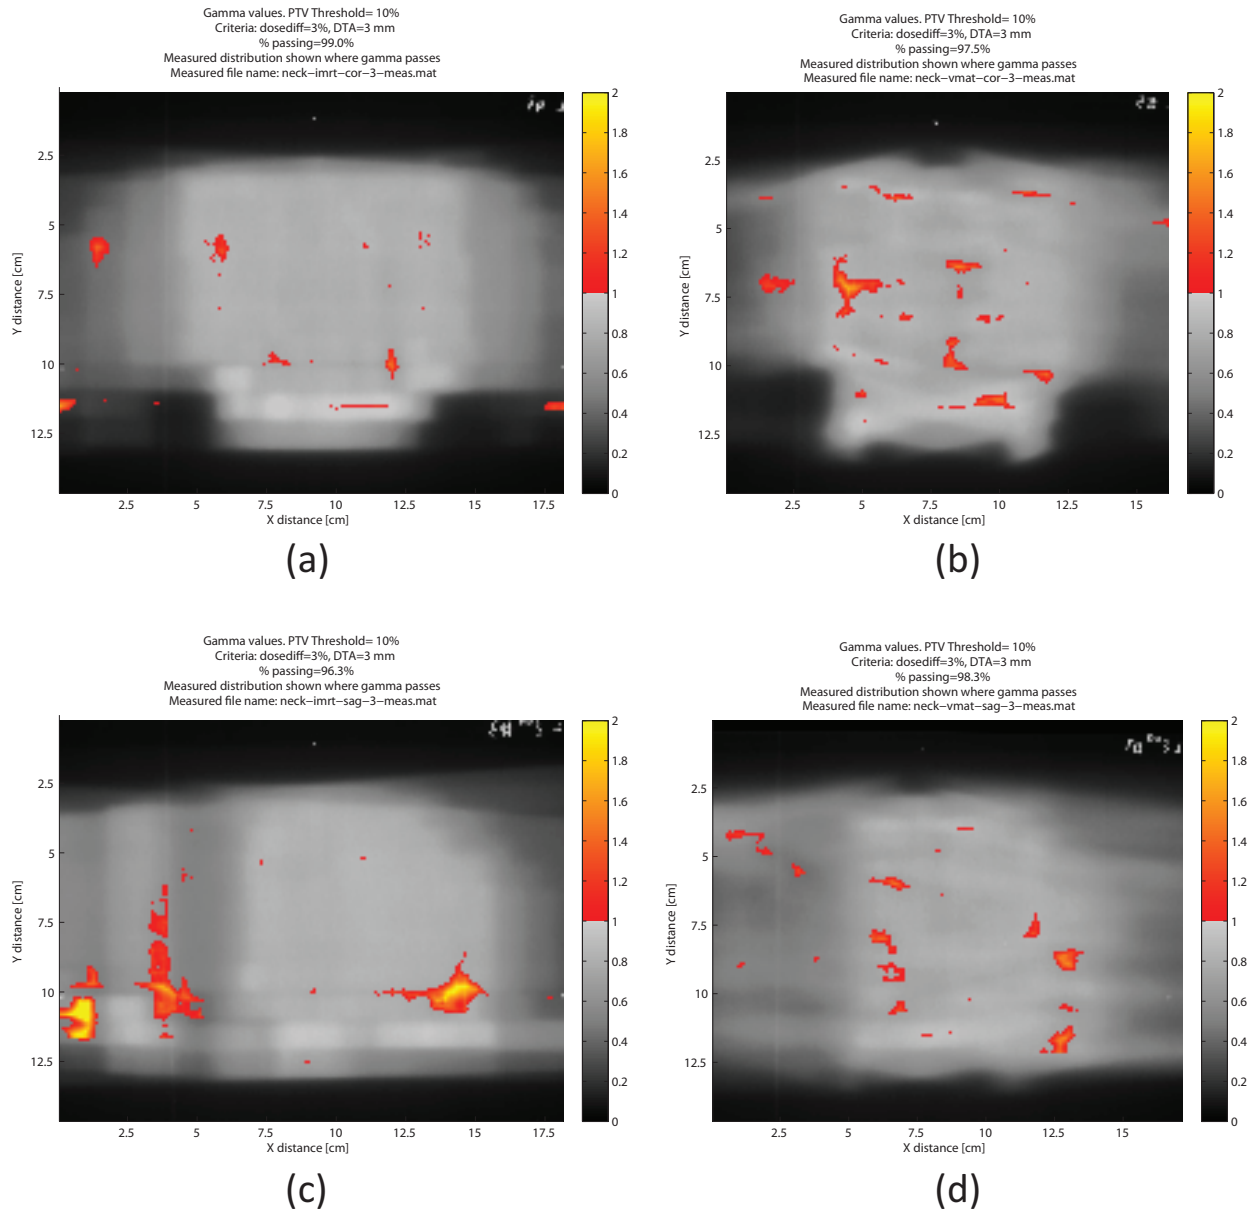 Gamma values. PTV Threshold= 10%
Criteria: dosediff=3%, DTA=3 mm
% passing=99.0%
Measured distribution shown where gamma passes
Measured file name: neck−imrt−cor−3−meas.mat
2
1.8
1.6
1.4
1.2
1
0.8
0.6
0.4
0.2
0
2.5
5
7.5
10
12.5
Y distance [cm]
2.5 5 7.5 10 12.5 15 17.5
X distance [cm]
(a)
Gamma values. PTV Threshold= 10%
Criteria: dosediff=3%, DTA=3 mm
% passing=97.5%
Measured distribution shown where gamma passes
Measured file name: neck−vmat−cor−3−meas.mat
2
1.8
1.6
1.4
1.2
1
0.8
0.6
0.4
0.2
0
2.5
5
7.5
10
12.5
Y distance [cm]
2.5 5 7.5 10 12.5 15
X distance [cm]
(b)
Gamma values. PTV Threshold= 10%
Criteria: dosediff=3%, DTA=3 mm
% passing=96.3%
Measured distribution shown where gamma passes
Measured file name: neck−imrt−sag−3−meas.mat
2
1.8
1.6
1.4
1.2
1
0.8
0.6
0.4
0.2
0
2.5
5
7.5
10
12.5
Y distance [cm]
2.5 5 7.5 10 12.5 15 17.5
X distance [cm]
(c)
Gamma values. PTV Threshold= 10%
Criteria: dosediff=3%, DTA=3 mm
% passing=98.3%
Measured distribution shown where gamma passes
Measured file name: neck−vmat−sag−3−meas.mat
2
1.8
1.6
1.4
1.2
1
0.8
0.6
0.4
0.2
0
2.5
5
7.5
10
12.5
Y distance [cm]
2.5 5 7.5 10 12.5 15
X distance [cm]
(d)